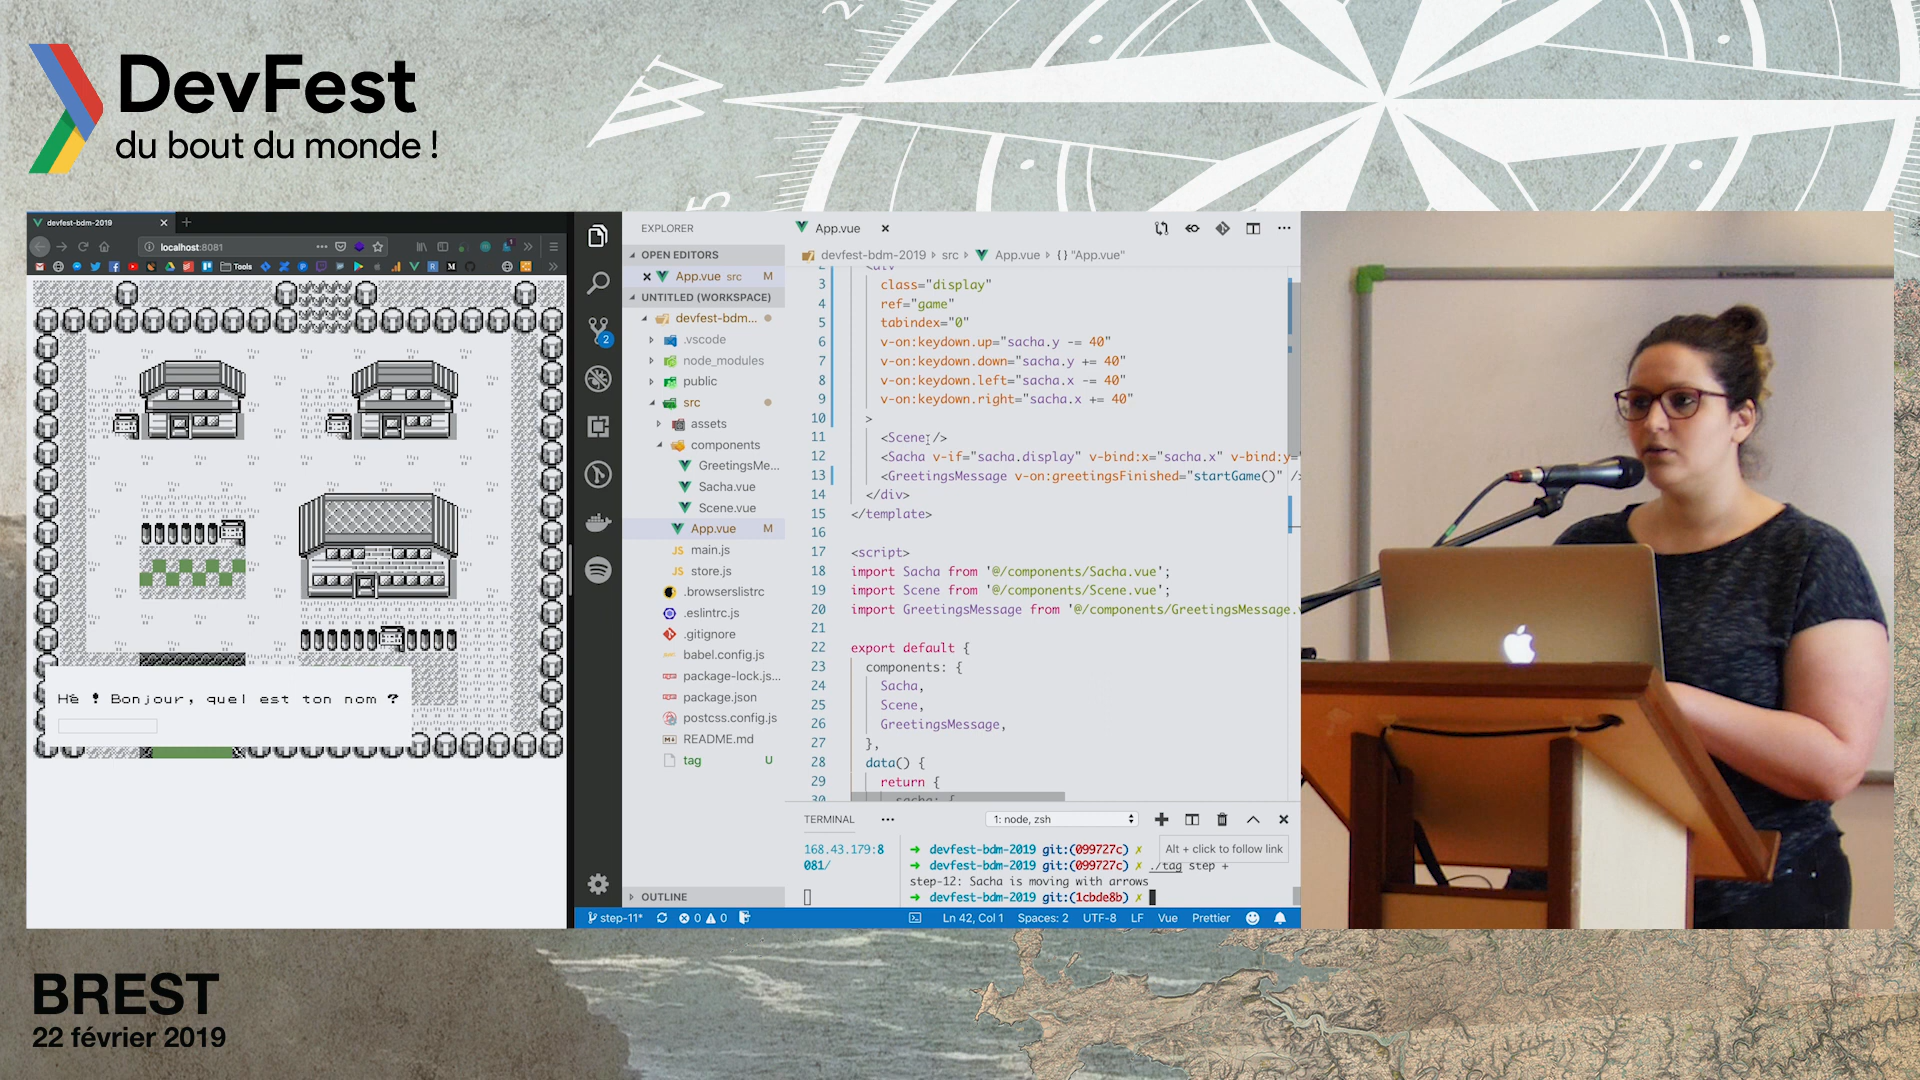 DevFest
du bout du monde !
W
devfest-bdm-2019
localhost:8081
Tools
Hé ! Bonjour, quel est ton nom ?
EXPLORER
OPEN EDITORS
App.vue src M
UNTITLED (WORKSPACE)
devfest-bdm...
.vscode
node_modules
public
src
assets
components
GreetingsMe...
Sacha.vue
Scene.vue
App.vue M
JS main.js
JS store.js
.browserslistrc
.eslintrc.js
.gitignore
babel.config.js
package-lock.js...
package.json
postcss.config.js
README.md
tag U
OUTLINE
2
App.vue
devfest-bdm-2019 src App.vue {} "App.vue"
2 <div
3 class="display"
4 ref="game"
5 tabindex="0"
6 v-on:keydown.up="sacha.y -= 40"
7 v-on:keydown.down="sacha.y += 40"
8 v-on:keydown.left="sacha.x -= 40"
9 v-on:keydown.right="sacha.x += 40"
10 >
11 <Scene />
12 <Sacha v-if="sacha.display" v-bind:x="sacha.x" v-bind:y="
13 <GreetingsMessage v-on:greetingsFinished="startGame()" />
14 </div>
15 </template>
16
17 <script>
18 import Sacha from '@/components/Sacha.vue';
19 import Scene from '@/components/Scene.vue';
20 import GreetingsMessage from '@/components/GreetingsMessage.v
21
22 export default {
23 components: {
24 Sacha,
25 Scene,
26 GreetingsMessage,
27 },
28 data() {
29 return {
30 sacha: {
TERMINAL
1: node, zsh
168.43.179:8
081/
➜ devfest-bdm-2019 git:(099727c) ✗
Alt + click to follow link
➜ devfest-bdm-2019 git:(099727c) ✗ ./tag step +
step-12: Sacha is moving with arrows
➜ devfest-bdm-2019 git:(1cbde8b) ✗
step-11* 0 0
Ln 42, Col 1 Spaces: 2 UTF-8 LF Vue Prettier
BREST
22 février 2019